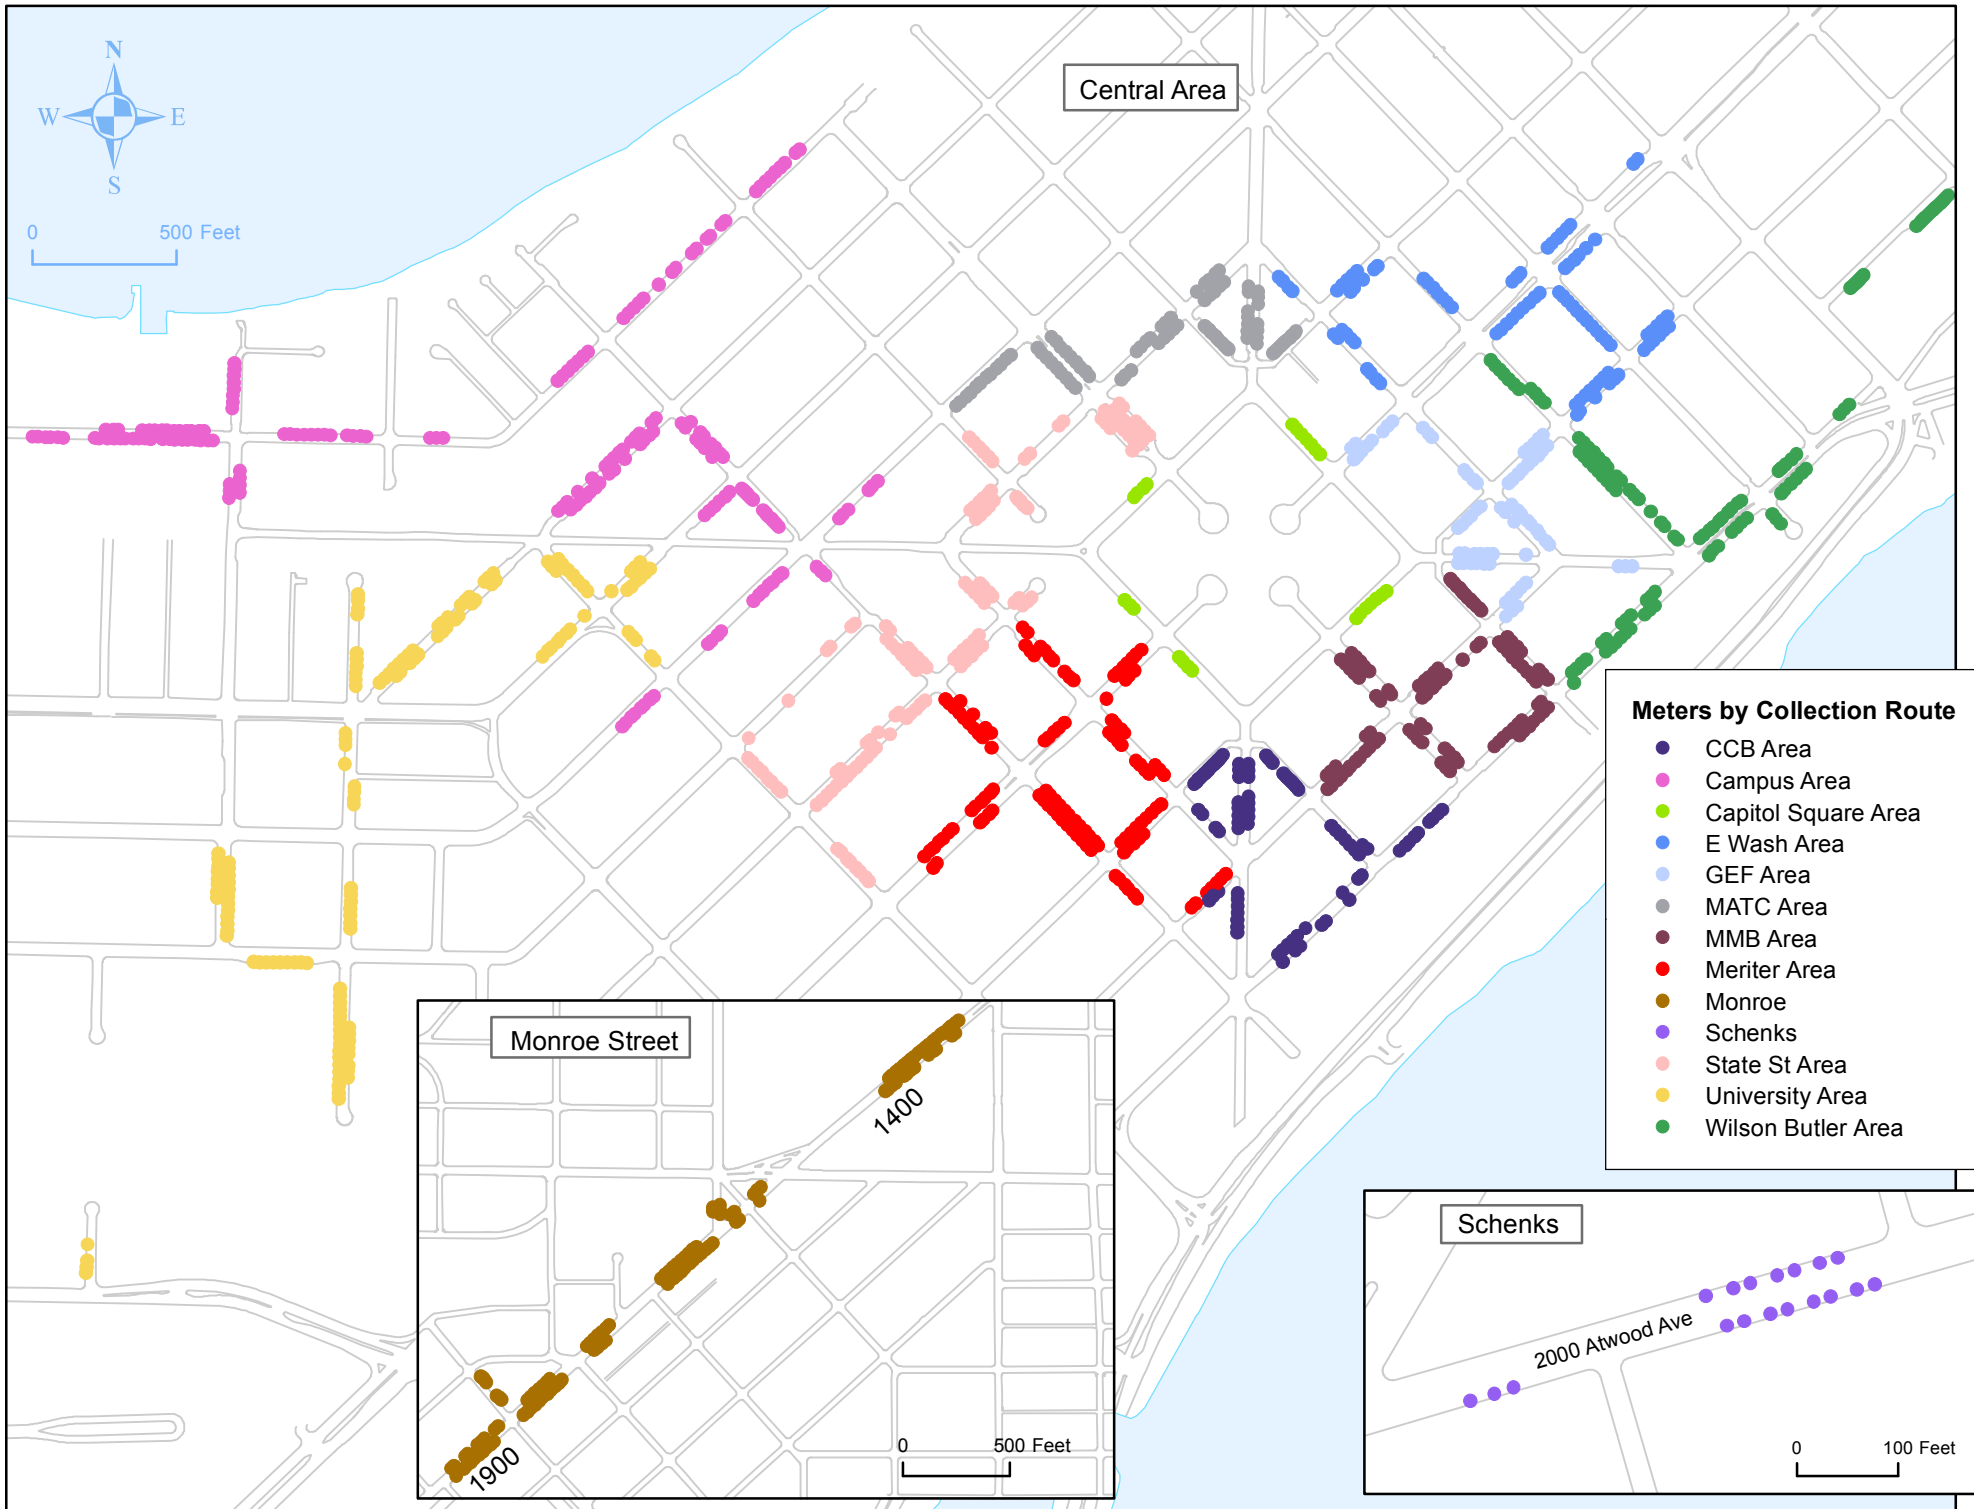 Central Area
N
W E
S
0 500 Feet
Meters by Collection Route
CCB Area
Campus Area
Capitol Square Area
E Wash Area
GEF Area
MATC Area
MMB Area
Meriter Area
Monroe
Schenks
State St Area
University Area
Wilson Butler Area
Monroe Street
1400
1900
0 500 Feet
Schenks
2000 Atwood Ave
0 100 Feet